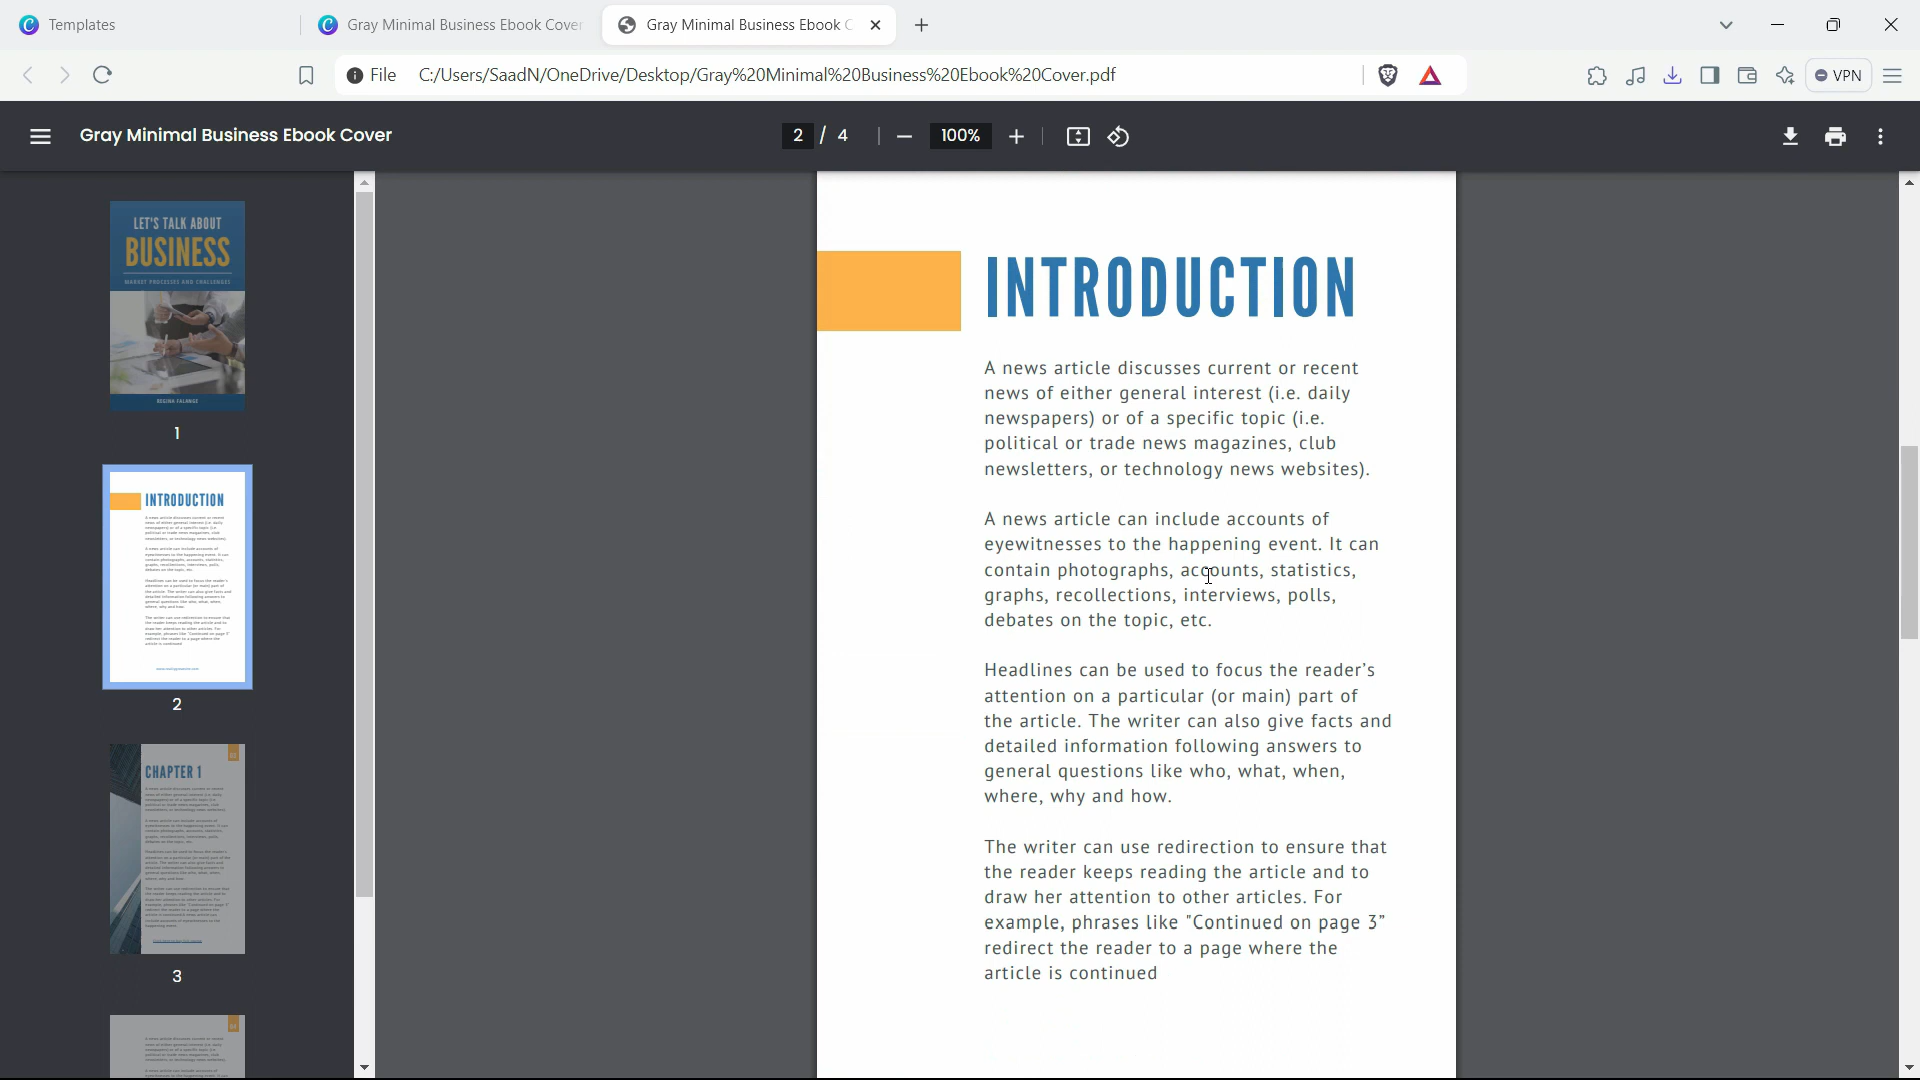 Templates
Gray Minimal Business Ebook Cover
Gray Minimal Business Ebook C
File C:/Users/SaadN/OneDrive/Desktop/Gray%20Minimal%20Business%20Ebook%20Cover.pdf
VPN
Gray Minimal Business Ebook Cover
2 / 4
100%
LET'S TALK ABOUT
BUSINESS
MARKET PROCESSES AND CHALLENGES
REGINA FALANGE
1
INTRODUCTION
2
CHAPTER 1
3
INTRODUCTION
A news article discusses current or recent
news of either general interest (i.e. daily
newspapers) or of a specific topic (i.e.
political or trade news magazines, club
newsletters, or technology news websites).
A news article can include accounts of
eyewitnesses to the happening event. It can
contain photographs, accounts, statistics,
graphs, recollections, interviews, polls,
debates on the topic, etc.
Headlines can be used to focus the reader’s
attention on a particular (or main) part of
the article. The writer can also give facts and
detailed information following answers to
general questions like who, what, when,
where, why and how.
The writer can use redirection to ensure that
the reader keeps reading the article and to
draw her attention to other articles. For
example, phrases like "Continued on page 3”
redirect the reader to a page where the
article is continued